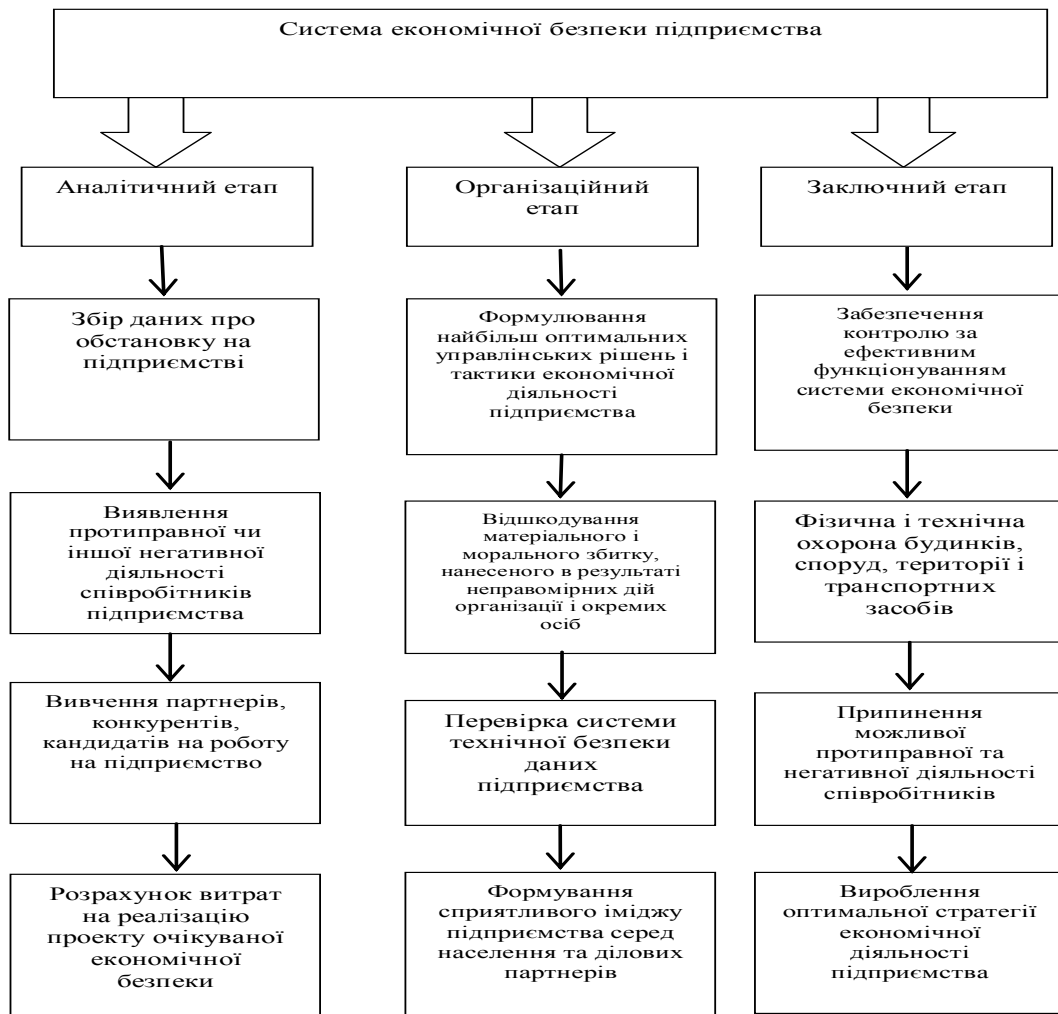 Система економічної безпеки підприємства
Аналітичний етап
Збір даних про
обстановку на
підприємстві
Виявлення
протиправної чи
іншої негативної
діяльності
співробітників
підприємства
Вивчення партнерів,
конкурентів,
кандидатів на роботу
на підприємство
Розрахунок витрат
на реалізацію
проекту очікуваної
економічної
безпеки
Організаційний
етап
Формулювання
найбільш оптимальних
управлінських рішень і
тактики економічної
діяльності
підприємства
Відшкодування
матеріального і
морального збитку,
нанесеного в результаті
неправомірних дій
організації і окремих
осіб
Перевірка системи
технічної безпеки
даних
підприємства
Формування
сприятливого іміджу
підприємства серед
населення та ділових
партнерів
Заключний етап
Забезпечення
контролю за
ефективним
функціонуванням
системи економічної
безпеки
Фізична і технічна
охорона будинків,
споруд, території і
транспортних
засобів
Припинення
можливої
протиправної та
негативної діяльності
співробітників
Вироблення
оптимальної стратегії
економічної
діяльності
підприємства